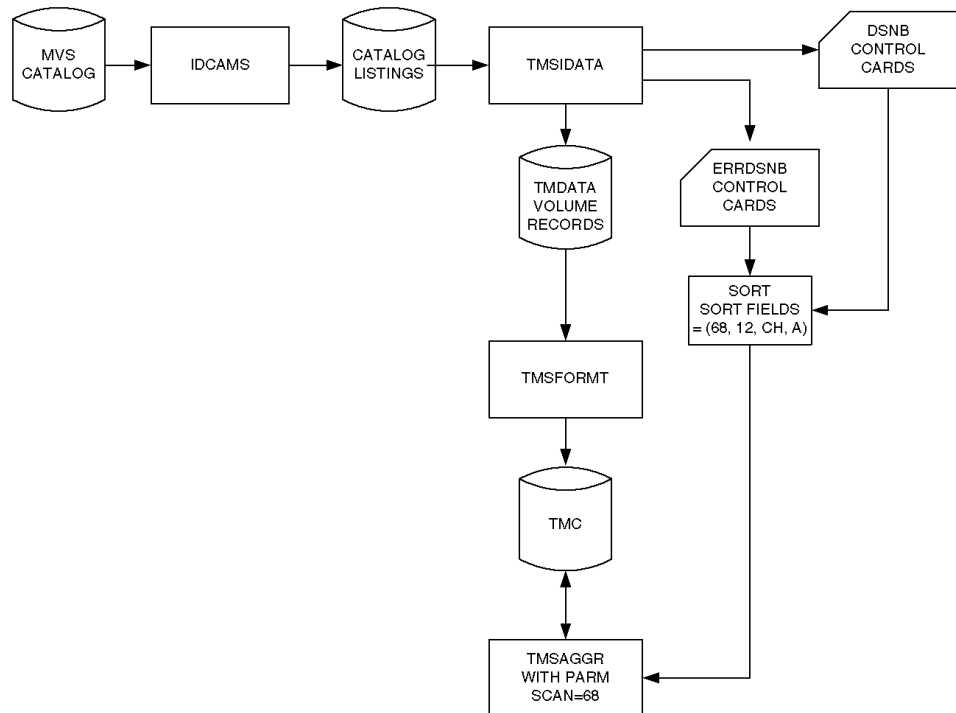 MVS
CATALOG
IDCAMS
CATALOG
LISTINGS
TMSIDATA
DSNB
CONTROL
CARDS
TMDATA
VOLUME
RECORDS
ERRDSNB
CONTROL
CARDS
SORT
SORT FIELDS
= (68, 12, CH, A)
TMSFORMT
TMC
TMSAGGR
WITH PARM
SCAN=68